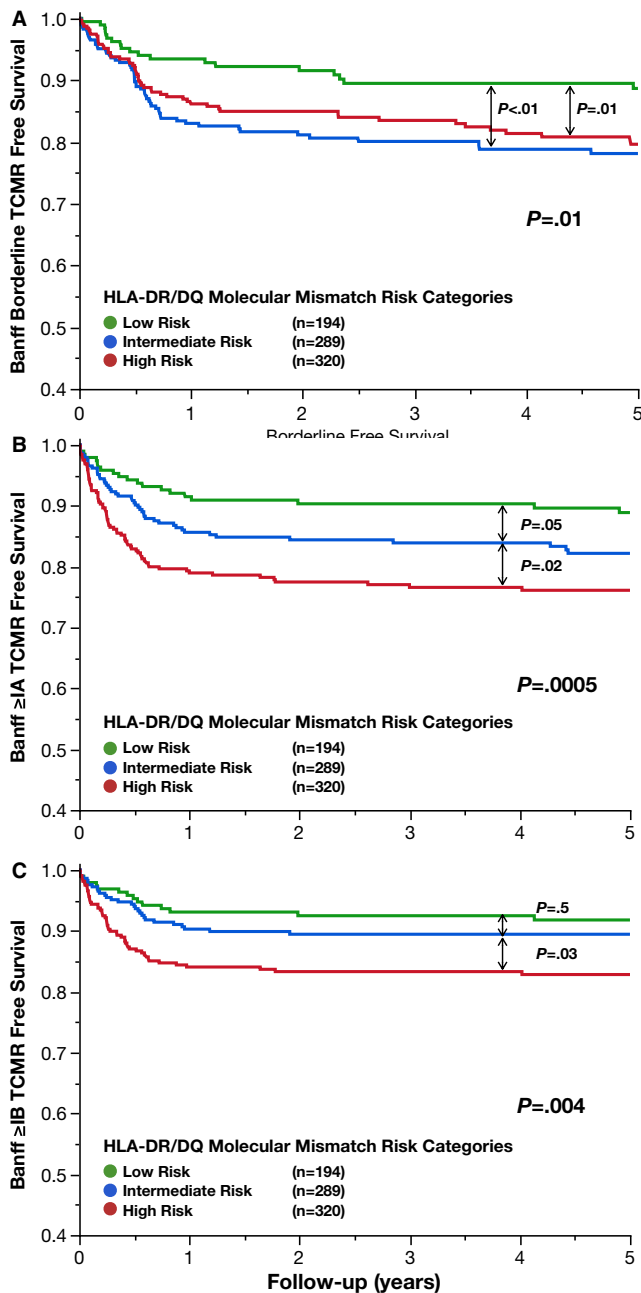 A
Banff Borderline TCMR Free Survival
1.0
0.9
0.8
0.7
0.6
0.5
0.4
P<.01
P=.01
P=.01
HLA-DR/DQ Molecular Mismatch Risk Categories
Low Risk (n=194)
Intermediate Risk (n=289)
High Risk (n=320)
0 1 2 3 4 5
Borderline Free Survival
B
Banff ≥IA TCMR Free Survival
1.0
0.9
0.8
0.7
0.6
0.5
0.4
P=.05
P=.02
P=.0005
HLA-DR/DQ Molecular Mismatch Risk Categories
Low Risk (n=194)
Intermediate Risk (n=289)
High Risk (n=320)
0 1 2 3 4 5
C
Banff ≥IB TCMR Free Survival
1.0
0.9
0.8
0.7
0.6
0.5
0.4
P=.5
P=.03
P=.004
HLA-DR/DQ Molecular Mismatch Risk Categories
Low Risk (n=194)
Intermediate Risk (n=289)
High Risk (n=320)
0 1 2 3 4 5
Follow-up (years)